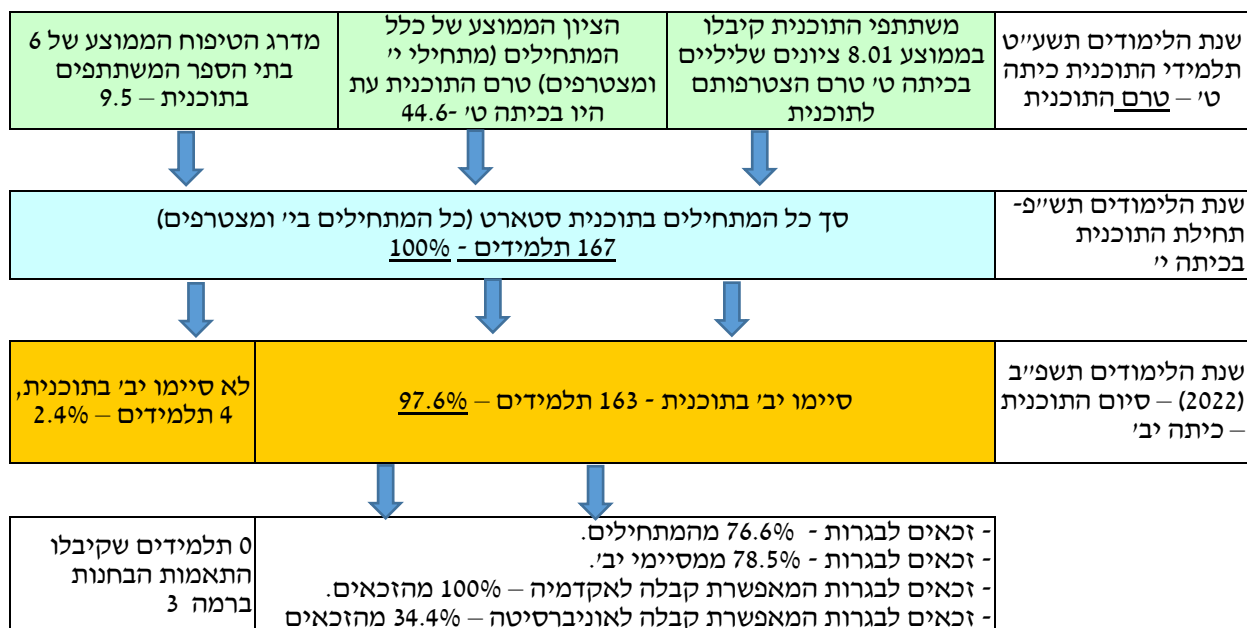 שנת הלימודים תשע״ט
תלמידי התוכנית כיתה
ט׳ – טרם התוכנית
משתתפי התוכנית קיבלו
בממוצע 8.01 ציונים שליליים
בכיתה ט׳ טרם הצטרפותם
לתוכנית
הציון הממוצע של כלל
המתחילים (מתחילי י׳
ומצטרפים) טרם התוכנית עת
היו בכיתה ט׳ -44.6
מדרג הטיפוח הממוצע של 6
בתי הספר המשתתפים
בתוכנית – 9.5
שנת הלימודים תש״פ-
תחילת התוכנית
בכיתה י׳
סך כל המתחילים בתוכנית סטארט (כל המתחילים בי׳ ומצטרפים)
167 תלמידים - 100%
שנת הלימודים תשפ״ב
(2022) – סיום התוכנית
– כיתה יב׳
סיימו יב׳ בתוכנית - 163 תלמידים – 97.6%
לא סיימו יב׳ בתוכנית,
4 תלמידים – 2.4%
- זכאים לבגרות - 76.6% מהמתחילים.
- זכאים לבגרות - 78.5% ממסיימי יב׳.
- זכאים לבגרות המאפשרת קבלה לאקדמיה – 100% מהזכאים.
- זכאים לבגרות המאפשרת קבלה לאוניברסיטה – 34.4% מהזכאים
0 תלמידים שקיבלו
התאמות הבחנות
ברמה 3